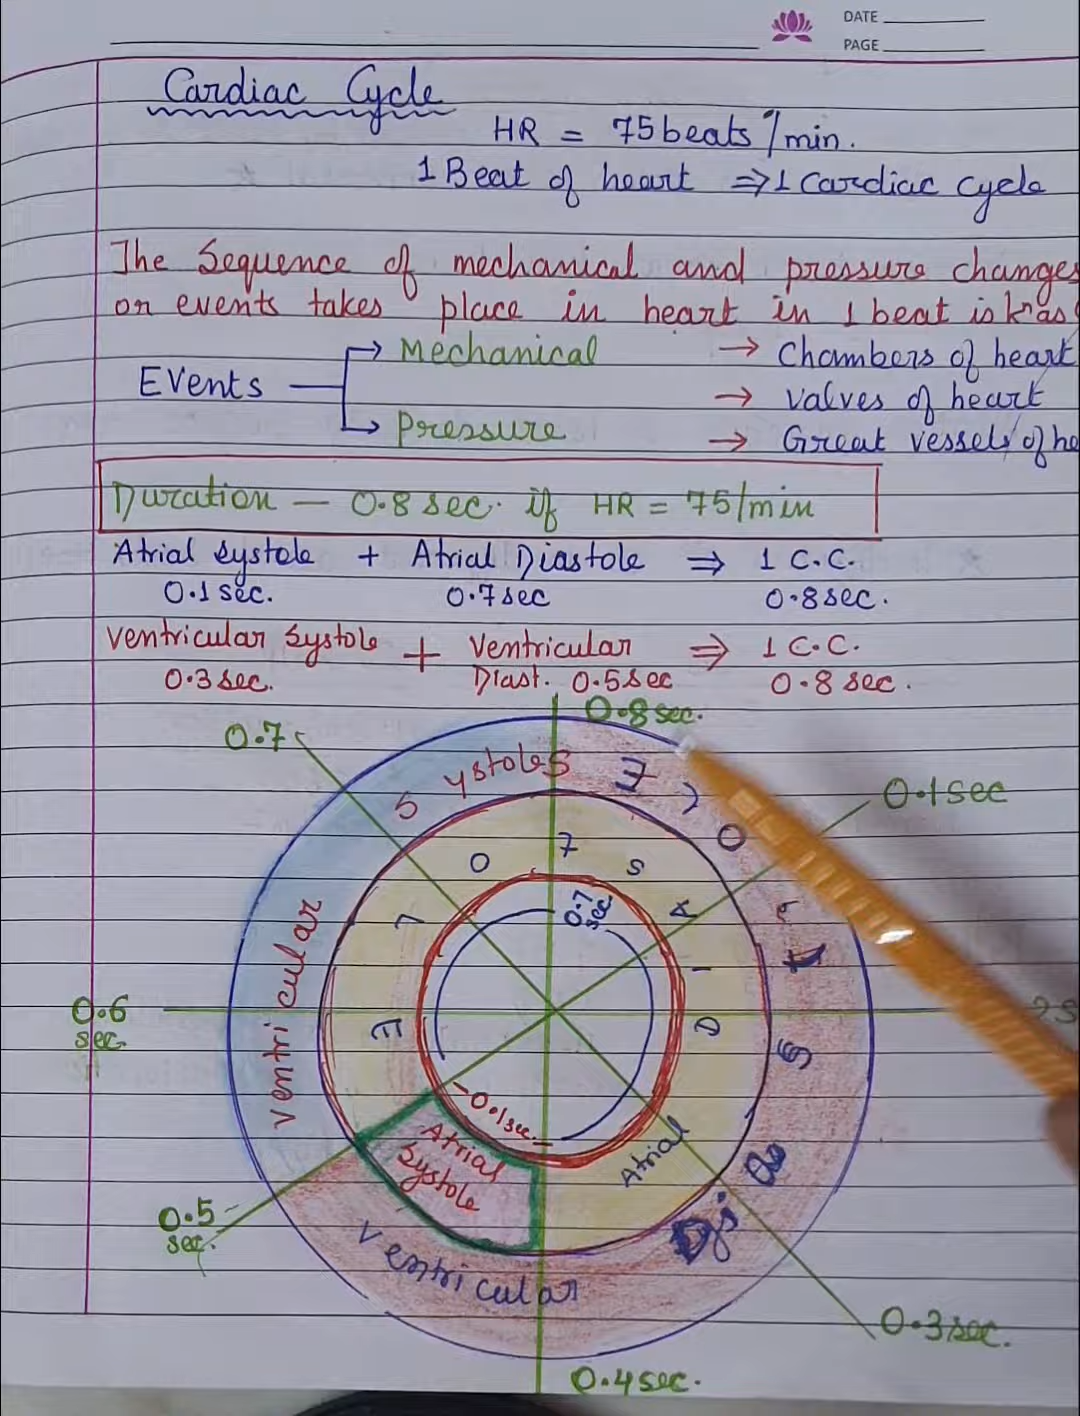 DATE
PAGE
Cardiac Cycle
HR = 75 beats/min.
1 Beat of heart ⇒ 1 Cardiac Cycle
The Sequence of mechanical and pressure changes
or events takes place in heart in 1 beat is k'as
Events → Mechanical → Chambers of heart
→ Valves of heart
→ Pressure → Great vessels of he
Duration — 0.8 sec. if HR = 75/min
Atrial systole + Atrial Diastole ⇒ 1 C.C.
0.1 sec. 0.7 sec 0.8 sec.
Ventricular Systole + Ventricular ⇒ 1 C.C.
0.3 sec. Diast. 0.5 sec 0.8 sec.
0.8 sec.
0.7
0.1 sec
0.6
sec.
0.5
sec.
0.4 sec.
0.3 sec.
Ventricular Systole
Ventricular
Atrial DIASTOLE
0.7
sec
0.1 sec.
Atrial
Systole